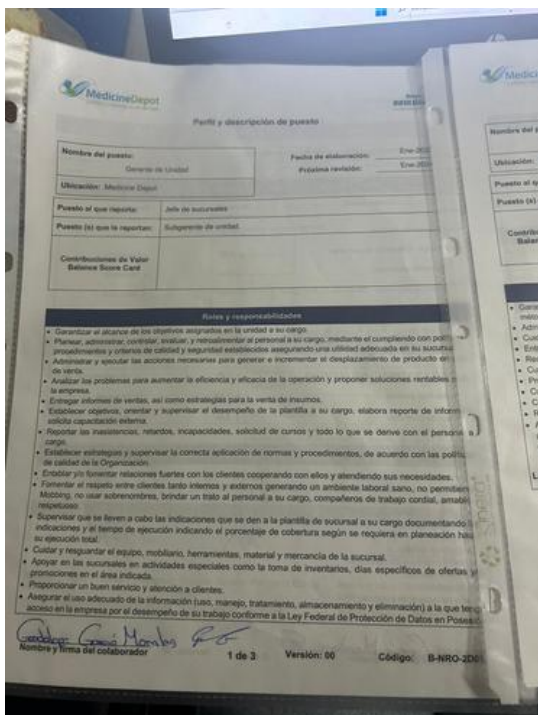 MedicineDepot
Medici
Perfil y descripción de puesto
Nombre del puesto:
Gerente de Unidad
Fecha de elaboración: Ene-202
Próxima revisión: Ene-202
Ubicación: Medicine Depot
Puesto al que reporta: Jefe de sucursales
Puesto (s) que le reportan: Subgerente de unidad
Contribuciones de Valor
Balance Score Card
Roles y responsabilidades
• Garantizar el alcance de los objetivos asignados en la unidad a su cargo.
• Planear, administrar, controlar, evaluar, y retroalimentar al personal a su cargo, mediante el cumpliendo con
procedimientos y criterios de calidad y seguridad establecidos asegurando una utilidad adecuada en su sucursal
• Administrar y ejecutar las acciones necesarias para generar e incrementar el desplazamiento de producto en
de venta.
• Analizar los problemas para aumentar la eficiencia y eficacia de la operación y proponer soluciones rentables
la empresa.
• Entregar informes de ventas, así como estrategias para la venta de insumos.
• Establecer objetivos, orientar y supervisar el desempeño de la plantilla a su cargo, elabora reporte de
solicita capacitación externa.
• Reportar las inasistencias, retardos, incapacidades, solicitud de cursos y todo lo que se derive con el personal a
cargo.
• Establecer estrategias y supervisar la correcta aplicación de normas y procedimientos, de acuerdo con las
de calidad de la Organización.
• Entablar y/o fomentar relaciones fuertes con los clientes cooperando con ellos y atendiendo sus necesidades.
• Fomentar el respeto entre clientes tanto internos y externos generando un ambiente laboral sano, no
Mobbing, no usar sobrenombres, brindar un trato al personal a su cargo, compañeros de trabajo cordial,
respetuoso.
• Supervisar que se lleven a cabo las indicaciones que se den a la plantilla de sucursal a su cargo documentando
indicaciones y el tiempo de ejecución indicando el porcentaje de cobertura según se requiera en planeación
su ejecución total.
• Cuidar y resguardar el equipo, mobiliario, herramientas, material y mercancía de la sucursal.
• Apoyar en las sucursales en actividades especiales como la toma de inventarios, días específicos de ofertas y
promociones en el área indicada.
• Proporcionar un buen servicio y atención a clientes.
• Asegurar el uso adecuado de la información (uso, manejo, tratamiento, almacenamiento y eliminación) a la que
acceso en la empresa por el desempeño de su trabajo conforme a la Ley Federal de Protección de Datos en
Morales
Nombre y firma del colaborador
1 de 3 Versión: 00 Código: B-NRO-2D01
Nombre del
Ubicación:
Puesto al
Puesto (s)